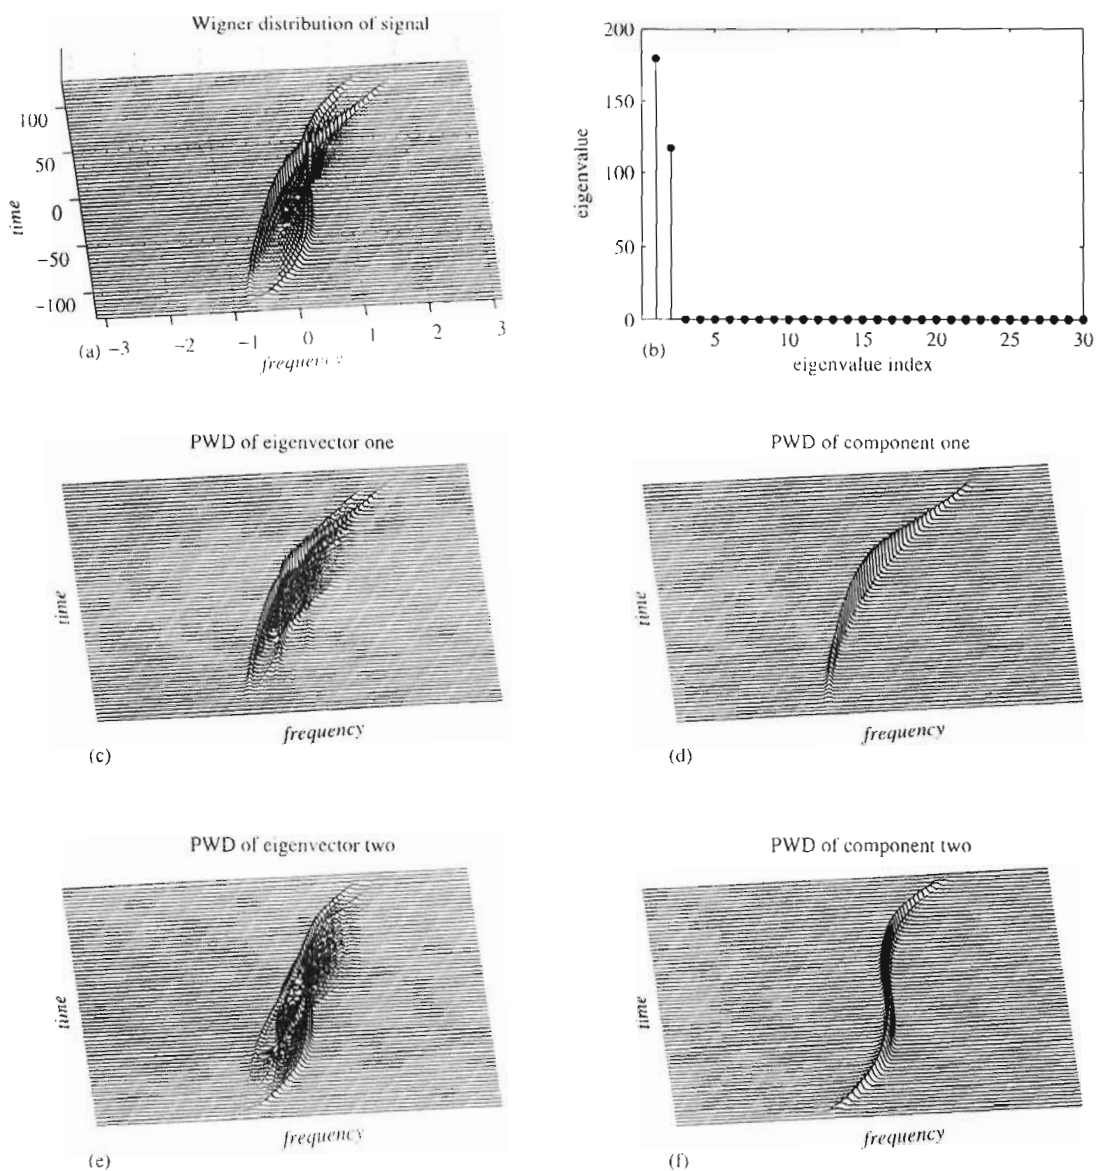 Wigner distribution of signal
100
50
0
−50
−100
time
(a)
−3
−2
−1
0
1
2
3
frequency
200
150
100
50
0
eigenvalue
(b)
5
10
15
20
25
30
eigenvalue index
PWD of eigenvector one
time
frequency
(c)
PWD of component one
time
frequency
(d)
PWD of eigenvector two
time
frequency
(e)
PWD of component two
time
frequency
(f)